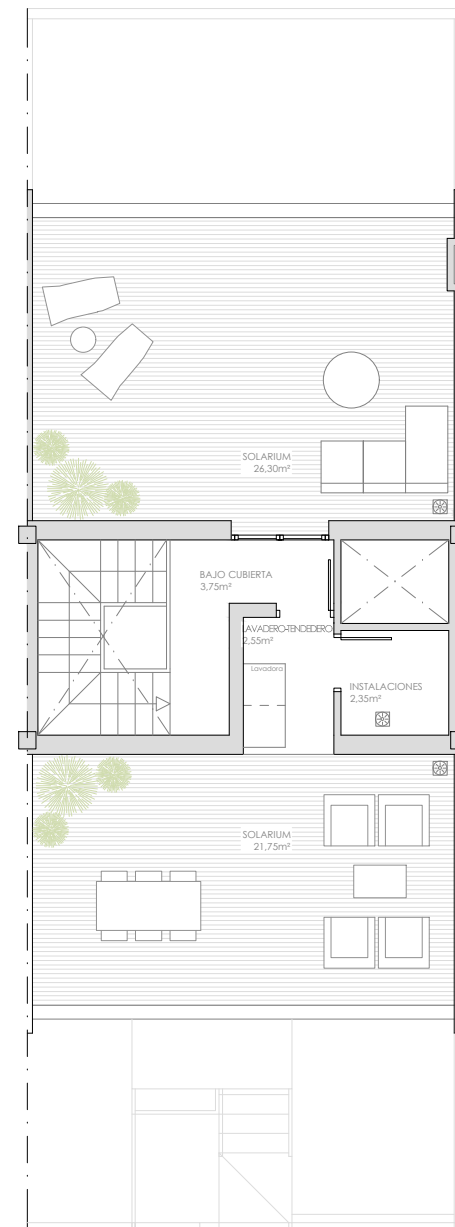 SOLARIUM
26,30m²
BAJO CUBIERTA
3,75m²
LAVADERO-TENDEDERO
2,55m²
Lavadora
INSTALACIONES
2,35m²
SOLARIUM
21,75m²